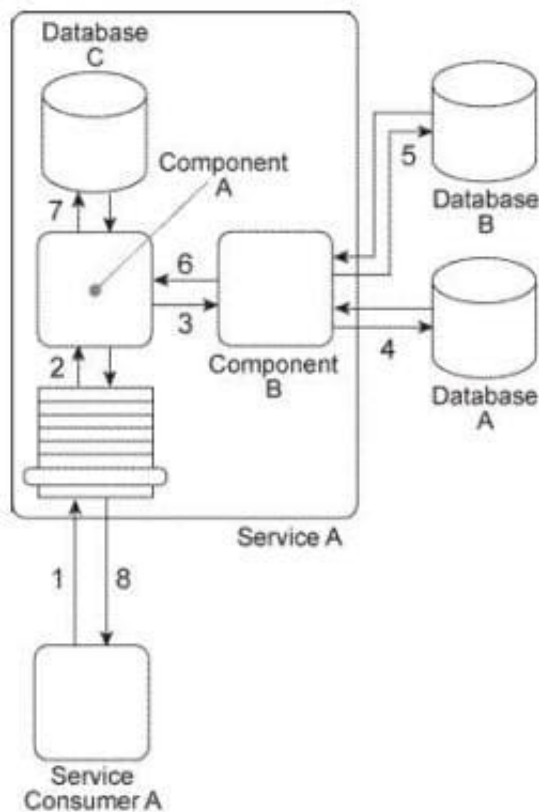 Database
C
Component
A
5
Database
B
7
6
3
2
Component
B
4
Database
A
Service A
1
8
Service
Consumer A